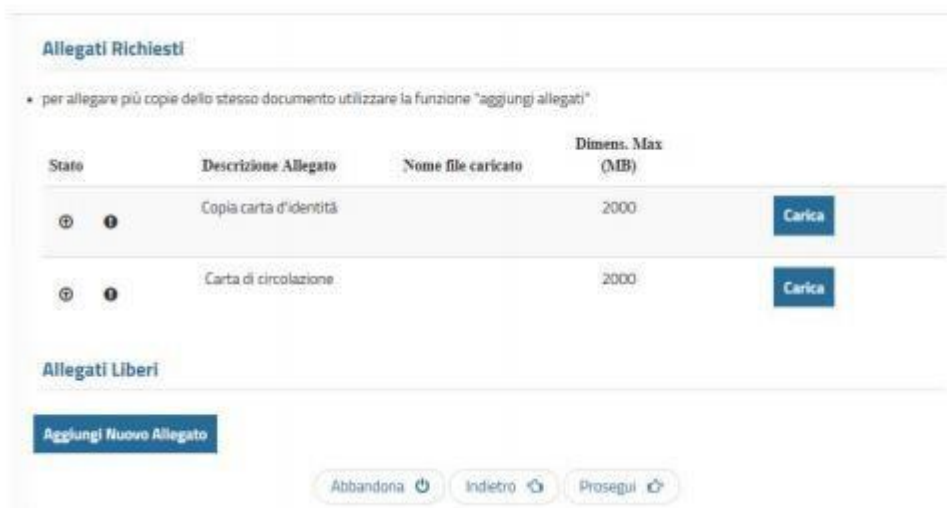 Allegati Richiesti
• per allegare più copie dello stesso documento utilizzare la funzione "aggiungi allegati"
Stato Descrizione Allegato Nome file caricato Dimens. Max (MB)
Copia carta d'identità 2000 Carica
Carta di circolazione 2000 Carica
Allegati Liberi
Aggiungi Nuovo Allegato
Abbandona Indietro Prosegui